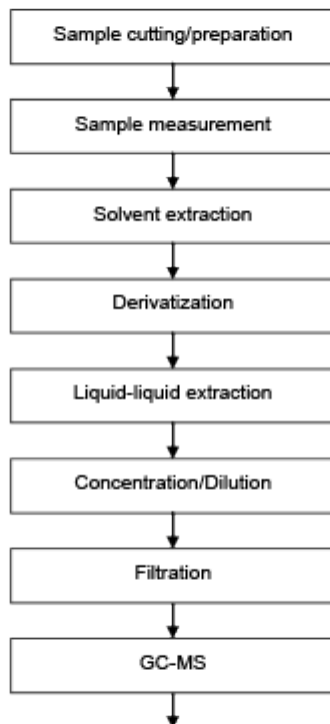 Sample cutting/preparation
Sample measurement
Solvent extraction
Derivatization
Liquid-liquid extraction
Concentration/Dilution
Filtration
GC-MS